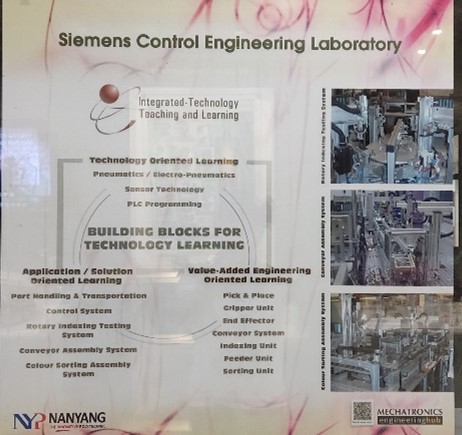 Siemens Control Engineering Laboratory
Integrated-Technology
Teaching and Learning
Technology Oriented Learning
Pneumatics / Electro-Pneumatics
Sensor Technology
PLC Programming
BUILDING BLOCKS FOR
TECHNOLOGY LEARNING
Application / Solution
Oriented Learning
Part Handling & Transportation
Control System
Rotary Indexing Testing
System
Conveyor Assembly System
Colour Sorting Assembly
System
Value-Added Engineering
Oriented Learning
Pick & Place
Gripper Unit
End Effector
Conveyor System
Indexing Unit
Feeder Unit
Sorting Unit
Rotary Indexing Testing System
Conveyor Assembly System
Colour Sorting Assembly System
NYP NANYANG
MECHATRONICS
engineeringhub